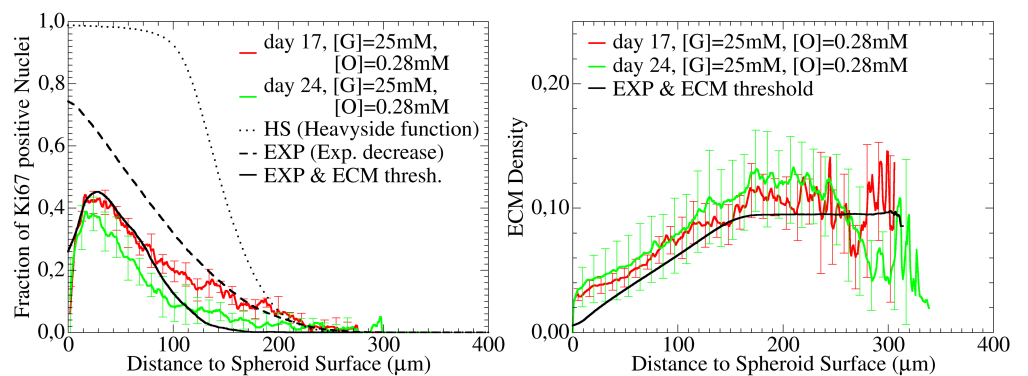 1,0
0,8
0,6
0,4
0,2
0,0
Fraction of Ki67 positive Nuclei
day 17, [G]=25mM,
[O]=0.28mM
day 24, [G]=25mM,
[O]=0.28mM
HS (Heavyside function)
EXP (Exp. decrease)
EXP & ECM thresh.
0 100 200 300 400
Distance to Spheroid Surface (μm)
0,20
0,10
0,00
ECM Density
day 17, [G]=25mM, [O]=0.28mM
day 24, [G]=25mM, [O]=0.28mM
EXP & ECM threshold
0 100 200 300 400
Distance to Spheroid Surface (μm)